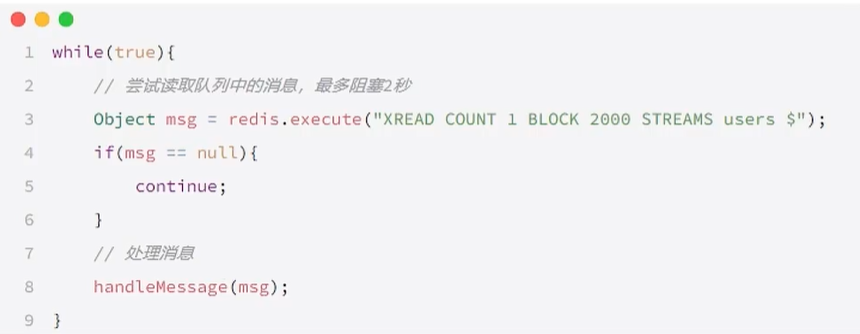 1 while(true){
2     // 尝试读取队列中的消息，最多阻塞2秒
3     Object msg = redis.execute("XREAD COUNT 1 BLOCK 2000 STREAMS users $");
4     if(msg == null){
5         continue;
6     }
7     // 处理消息
8     handleMessage(msg);
9 }